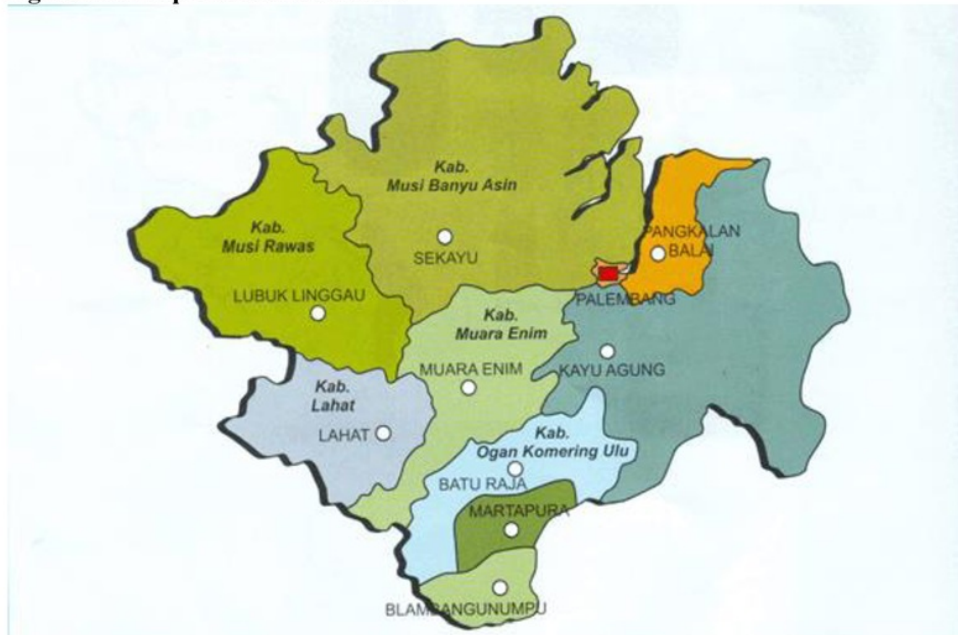 Kab.
Musi Banyu Asin
SEKAYU
Kab.
Musi Rawas
LUBUK LINGGAU
PANGKALAN
BALAI
PALEMBANG
Kab.
Muara Enim
MUARA ENIM
KAYU AGUNG
Kab.
Lahat
LAHAT
Kab.
Ogan Komering Ulu
BATU RAJA
MARTAPURA
BLAMBANGUNUMPU